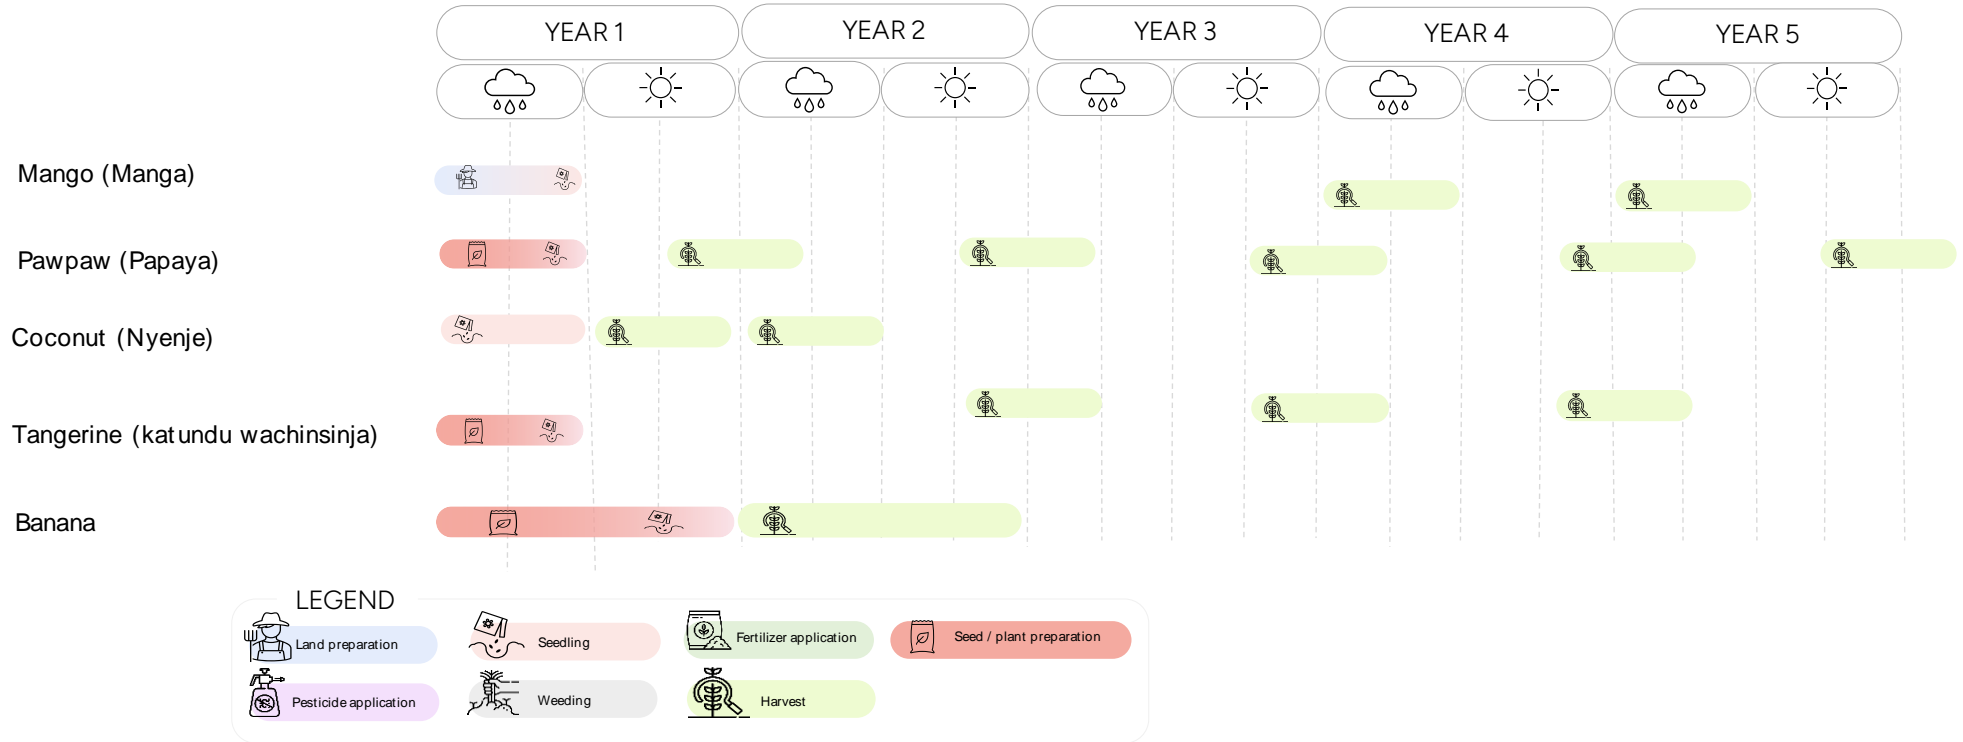 YEAR 1
YEAR 2
YEAR 3
YEAR 4
YEAR 5
Mango (Manga)
Pawpaw (Papaya)
Coconut (Nyenje)
Tangerine (katundu wachinsinja)
Banana
LEGEND
Land preparation
Seedling
Fertilizer application
Seed / plant preparation
Pesticide application
Weeding
Harvest